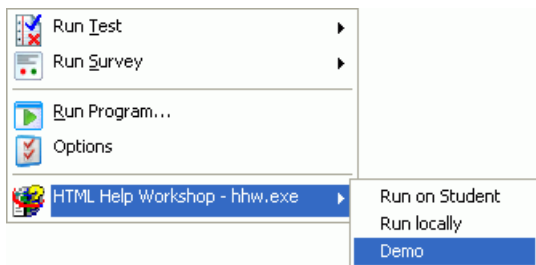 Run Test
Run Survey
Run Program...
Options
HTML Help Workshop - hhw.exe
Run on Student
Run locally
Demo